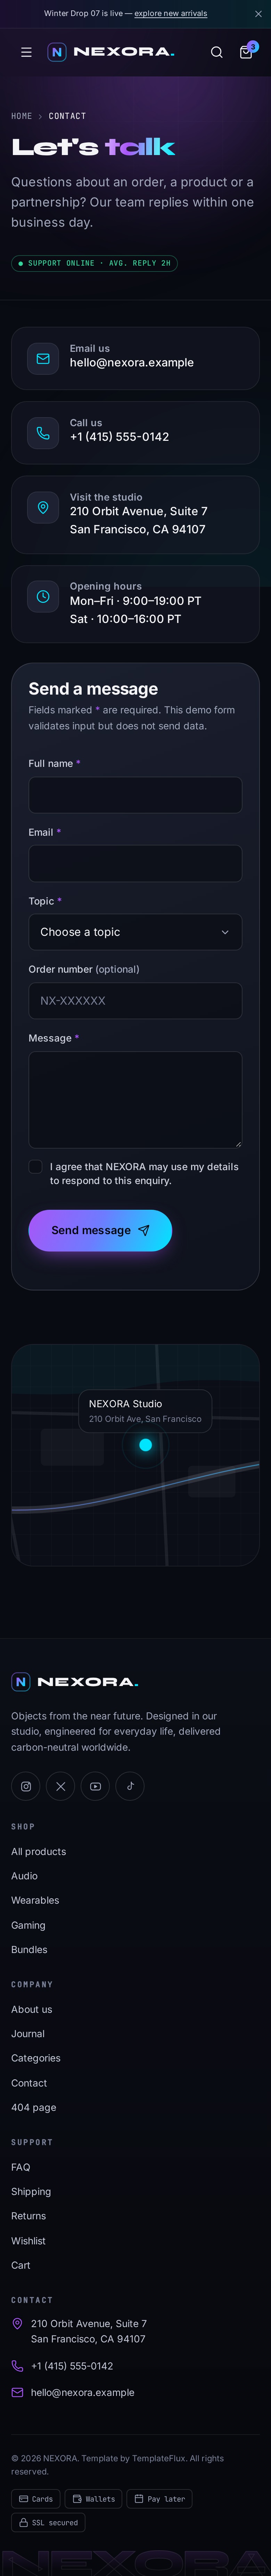 Winter Drop 07 is live — explore new arrivals
N NEXORA.
3
HOME > CONTACT
Let's talk
Questions about an order, a product or a
partnership? Our team replies within one
business day.
SUPPORT ONLINE · AVG. REPLY 2H
Email us
hello@nexora.example
Call us
+1 (415) 555-0142
Visit the studio
210 Orbit Avenue, Suite 7
San Francisco, CA 94107
Opening hours
Mon–Fri · 9:00–19:00 PT
Sat · 10:00–16:00 PT
Send a message
Fields marked * are required. This demo form
validates input but does not send data.
Full name *
Email *
Topic *
Choose a topic
Order number (optional)
NX-XXXXXX
Message *
I agree that NEXORA may use my details
to respond to this enquiry.
Send message
NEXORA Studio
210 Orbit Ave, San Francisco
N NEXORA.
Objects from the near future. Designed in our
studio, engineered for everyday life, delivered
carbon-neutral worldwide.
SHOP
All products
Audio
Wearables
Gaming
Bundles
COMPANY
About us
Journal
Categories
Contact
404 page
SUPPORT
FAQ
Shipping
Returns
Wishlist
Cart
CONTACT
210 Orbit Avenue, Suite 7
San Francisco, CA 94107
+1 (415) 555-0142
hello@nexora.example
© 2026 NEXORA. Template by TemplateFlux. All rights
reserved.
Cards
Wallets
Pay later
SSL secured
NEXORA